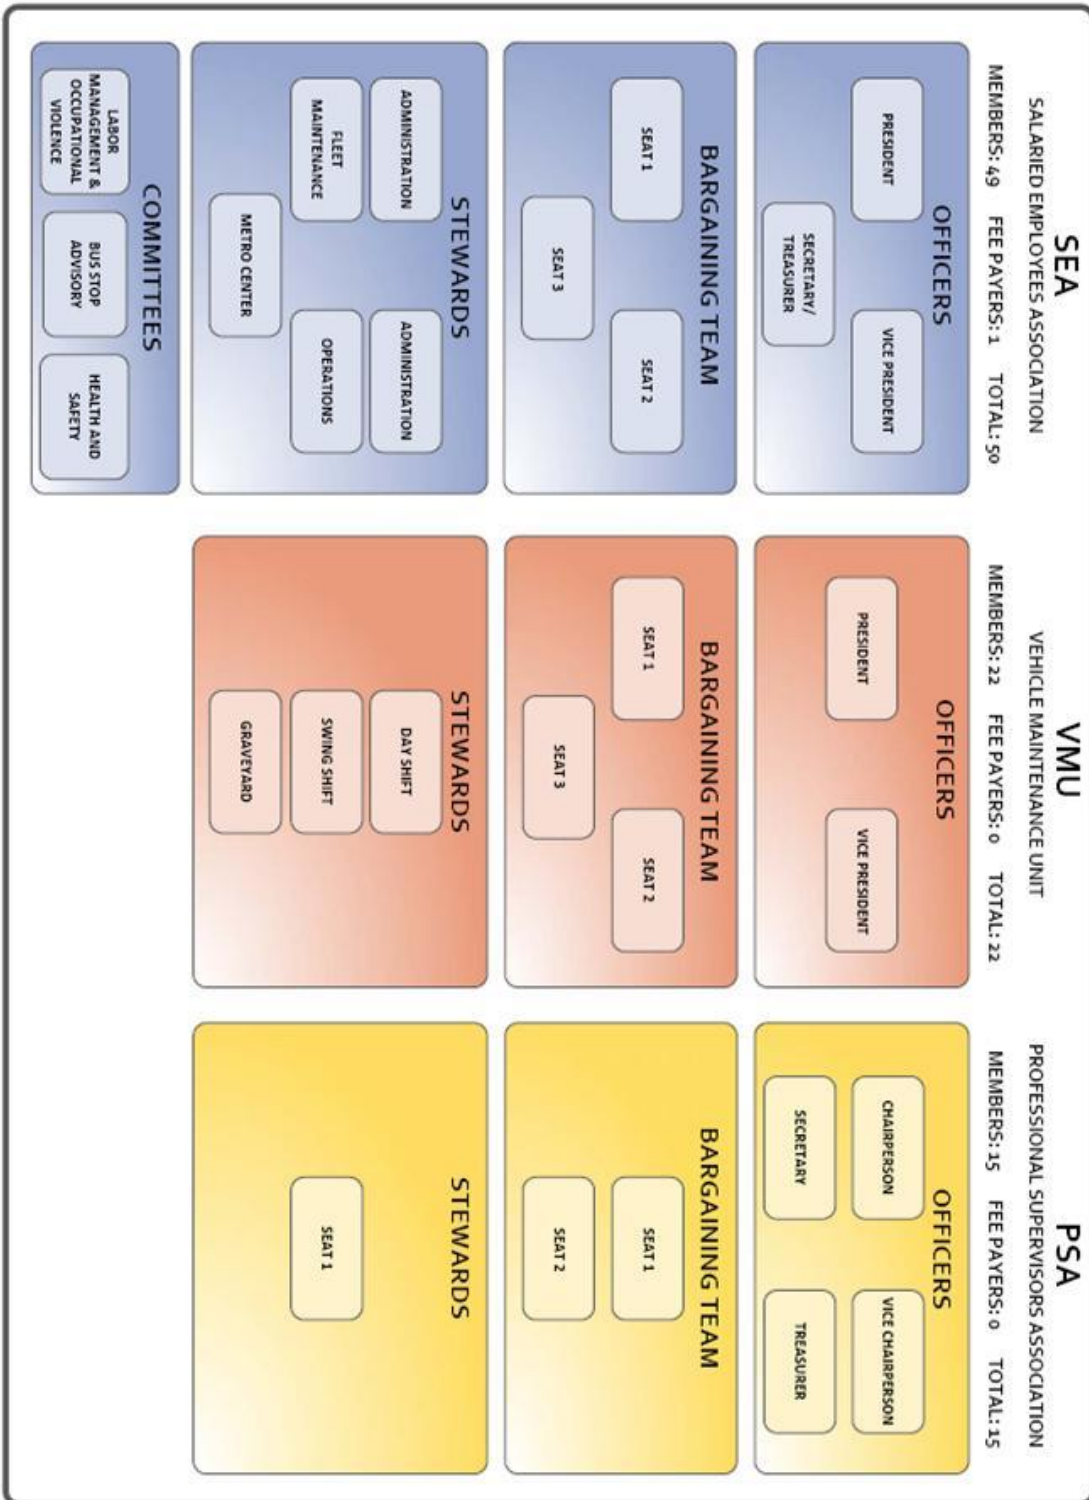 SEA
SALARIED EMPLOYEES ASSOCIATION
MEMBERS: 49 FEE PAYERS: 1 TOTAL: 50
OFFICERS
PRESIDENT
VICE PRESIDENT
SECRETARY/
TREASURER
BARGAINING TEAM
SEAT 1
SEAT 2
SEAT 3
STEWARDS
ADMINISTRATION
ADMINISTRATION
FLEET
MAINTENANCE
OPERATIONS
METRO CENTER
COMMITTEES
LABOR
MANAGEMENT &
OCCUPATIONAL
VIOLENCE
BUS STOP
ADVISORY
HEALTH AND
SAFETY
VMU
VEHICLE MAINTENANCE UNIT
MEMBERS: 22 FEE PAYERS: 0 TOTAL: 22
OFFICERS
PRESIDENT
VICE PRESIDENT
BARGAINING TEAM
SEAT 1
SEAT 2
SEAT 3
STEWARDS
DAY SHIFT
SWING SHIFT
GRAVEYARD
PSA
PROFESSIONAL SUPERVISORS ASSOCIATION
MEMBERS: 15 FEE PAYERS: 0 TOTAL: 15
OFFICERS
CHAIRPERSON
VICE CHAIRPERSON
SECRETARY
TREASURER
BARGAINING TEAM
SEAT 1
SEAT 2
STEWARDS
SEAT 1